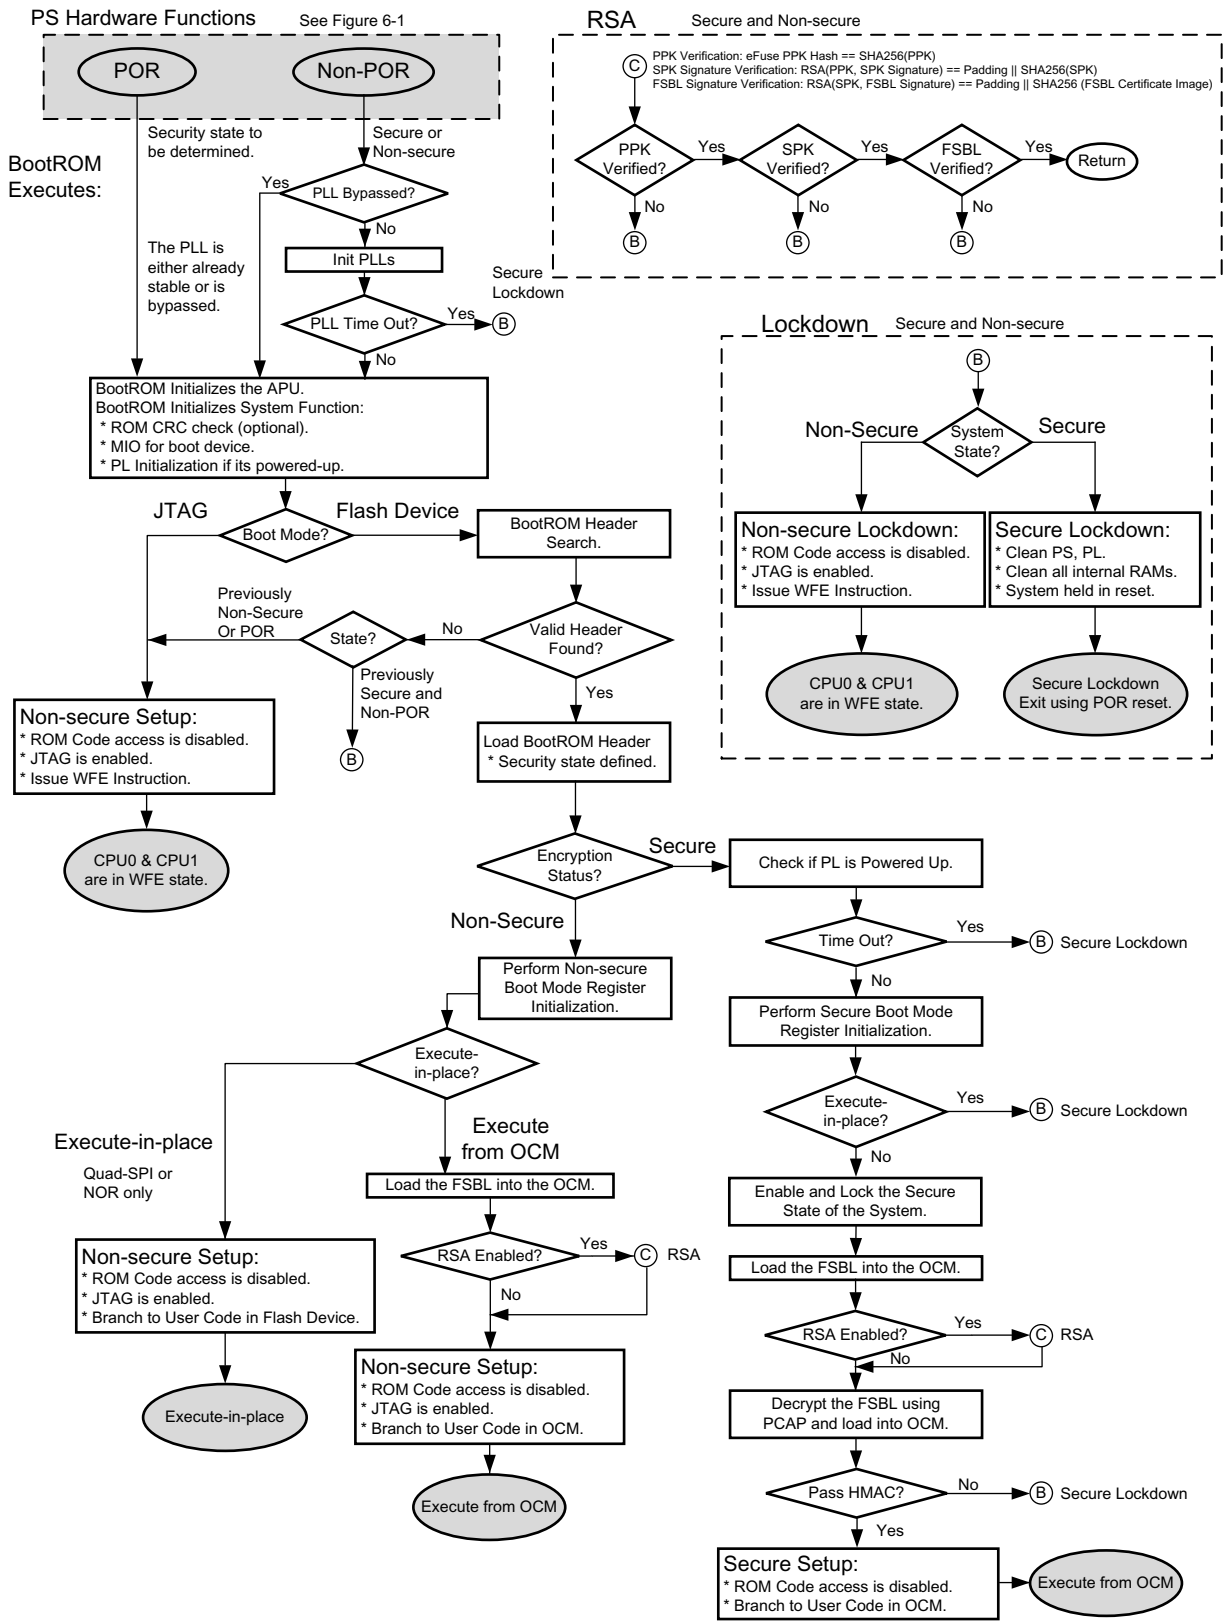 PS Hardware Functions
See Figure 6-1
POR
Non-POR
Security state to
be determined.
Secure or
Non-secure
BootROM
Executes:
Yes
PLL Bypassed?
No
Init PLLs
The PLL is
either already
stable or is
bypassed.
Secure
Lockdown
PLL Time Out?
Yes
B
No
BootROM Initializes the APU.
BootROM Initializes System Function:
* ROM CRC check (optional).
* MIO for boot device.
* PL Initialization if its powered-up.
RSA
Secure and Non-secure
C
PPK Verification: eFuse PPK Hash == SHA256(PPK)
SPK Signature Verification: RSA(PPK, SPK Signature) == Padding || SHA256(SPK)
FSBL Signature Verification: RSA(SPK, FSBL Signature) == Padding || SHA256 (FSBL Certificate Image)
PPK
Verified?
Yes
SPK
Verified?
Yes
FSBL
Verified?
Yes
Return
No
No
No
B
B
B
Lockdown
Secure and Non-secure
B
Non-Secure
System
State?
Secure
Non-secure Lockdown:
* ROM Code access is disabled.
* JTAG is enabled.
* Issue WFE Instruction.
Secure Lockdown:
* Clean PS, PL.
* Clean all internal RAMs.
* System held in reset.
CPU0 & CPU1
are in WFE state.
Secure Lockdown
Exit using POR reset.
JTAG
Boot Mode?
Flash Device
BootROM Header
Search.
Previously
Non-Secure
Or POR
State?
No
Valid Header
Found?
Previously
Secure and
Non-POR
B
Yes
Non-secure Setup:
* ROM Code access is disabled.
* JTAG is enabled.
* Issue WFE Instruction.
CPU0 & CPU1
are in WFE state.
Load BootROM Header
* Security state defined.
Encryption
Status?
Secure
Non-Secure
Check if PL is Powered Up.
Time Out?
Yes
B
Secure Lockdown
No
Perform Secure Boot Mode
Register Initialization.
Execute-
in-place?
Yes
B
Secure Lockdown
No
Enable and Lock the Secure
State of the System.
Load the FSBL into the OCM.
RSA Enabled?
Yes
C
RSA
No
Decrypt the FSBL using
PCAP and load into OCM.
Pass HMAC?
No
B
Secure Lockdown
Yes
Secure Setup:
* ROM Code access is disabled.
* Branch to User Code in OCM.
Execute from OCM
Perform Non-secure
Boot Mode Register
Initialization.
Execute-
in-place?
Execute-in-place
Quad-SPI or
NOR only
Execute
from OCM
Load the FSBL into the OCM.
RSA Enabled?
Yes
C
RSA
No
Non-secure Setup:
* ROM Code access is disabled.
* JTAG is enabled.
* Branch to User Code in Flash Device.
Execute-in-place
Non-secure Setup:
* ROM Code access is disabled.
* JTAG is enabled.
* Branch to User Code in OCM.
Execute from OCM